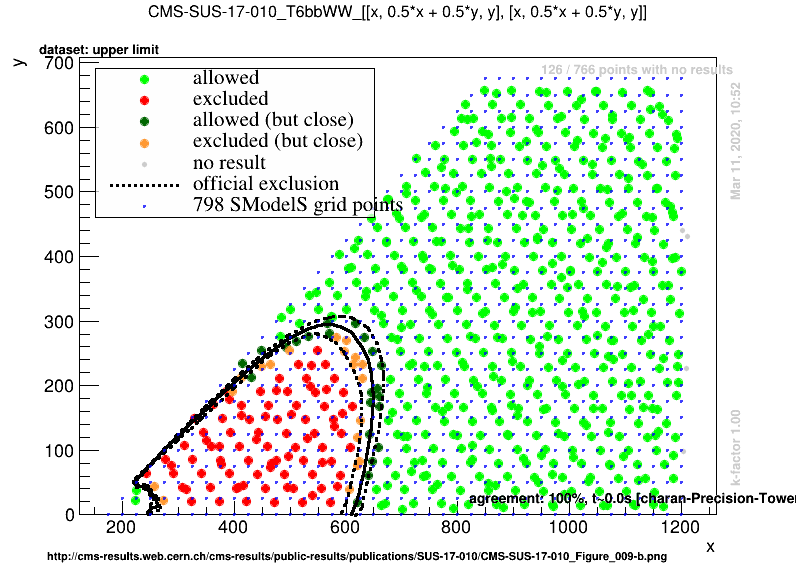 CMS-SUS-17-010_T6bbWW_[[x, 0.5*x + 0.5*y, y], [x, 0.5*x + 0.5*y, y]]
dataset: upper limit
y
126 / 766 points with no results
allowed
excluded
allowed (but close)
excluded (but close)
no result
official exclusion
798 SModelS grid points
Mar 11, 2020, 10:52
k-factor 1.00
700
600
500
400
300
200
100
0
agreement: 100%, t~0.0s [charan-Precision-Tower
200 400 600 800 1000 1200
x
http://cms-results.web.cern.ch/cms-results/public-results/publications/SUS-17-010/CMS-SUS-17-010_Figure_009-b.png